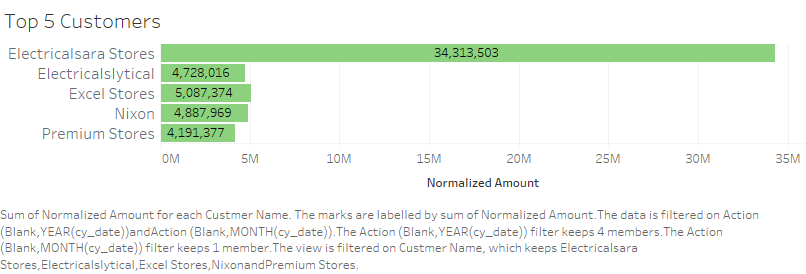 Top 5 Customers
Electricalsara Stores 34,313,503
Electricalslytical 4,728,016
Excel Stores 5,087,374
Nixon 4,887,969
Premium Stores 4,191,377
0M 5M 10M 15M 20M 25M 30M 35M
Normalized Amount
Sum of Normalized Amount for each Custmer Name. The marks are labelled by sum of Normalized Amount.The data is filtered on Action
(Blank,YEAR(cy_date))andAction (Blank,MONTH(cy_date)).The Action (Blank,YEAR(cy_date)) filter keeps 4 members.The Action
(Blank,MONTH(cy_date)) filter keeps 1 member.The view is filtered on Custmer Name, which keeps Electricalsara
Stores,Electricalslytical,Excel Stores,NixonandPremium Stores.